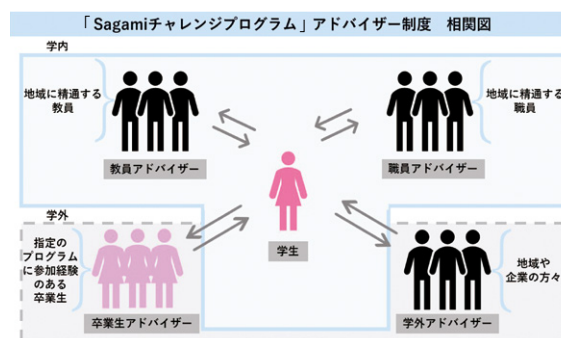 「Sagamiチャレンジプログラム」アドバイザー制度　相関図
学内
地域に精通する
教員
教員アドバイザー
地域に精通する
職員
職員アドバイザー
学生
学外
指定の
プログラム
に参加経験
のある
卒業生
卒業生アドバイザー
地域や
企業の方々
学外アドバイザー